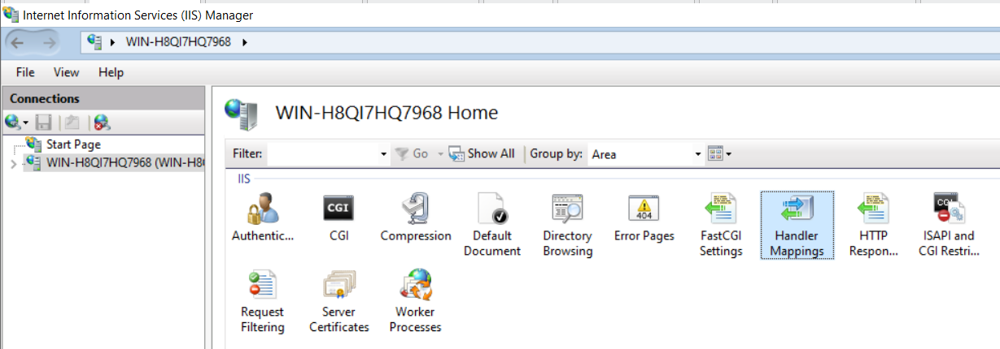 Internet Information Services (IIS) Manager
WIN-H8QI7HQ7968
File View Help
Connections
Start Page
WIN-H8QI7HQ7968 (WIN-H8
WIN-H8QI7HQ7968 Home
Filter: Go Show All Group by: Area
IIS
Authentic... CGI Compression Default Directory Error Pages FastCGI Handler HTTP ISAPI and
Document Browsing Settings Mappings Respon... CGI Restri...
Request Server Worker
Filtering Certificates Processes